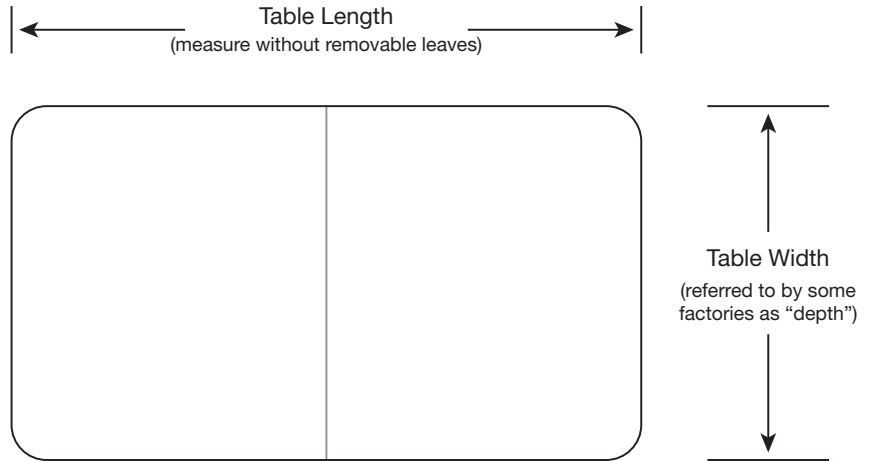 Table Length
(measure without removable leaves)
Table Width
(referred to by some
factories as “depth”)